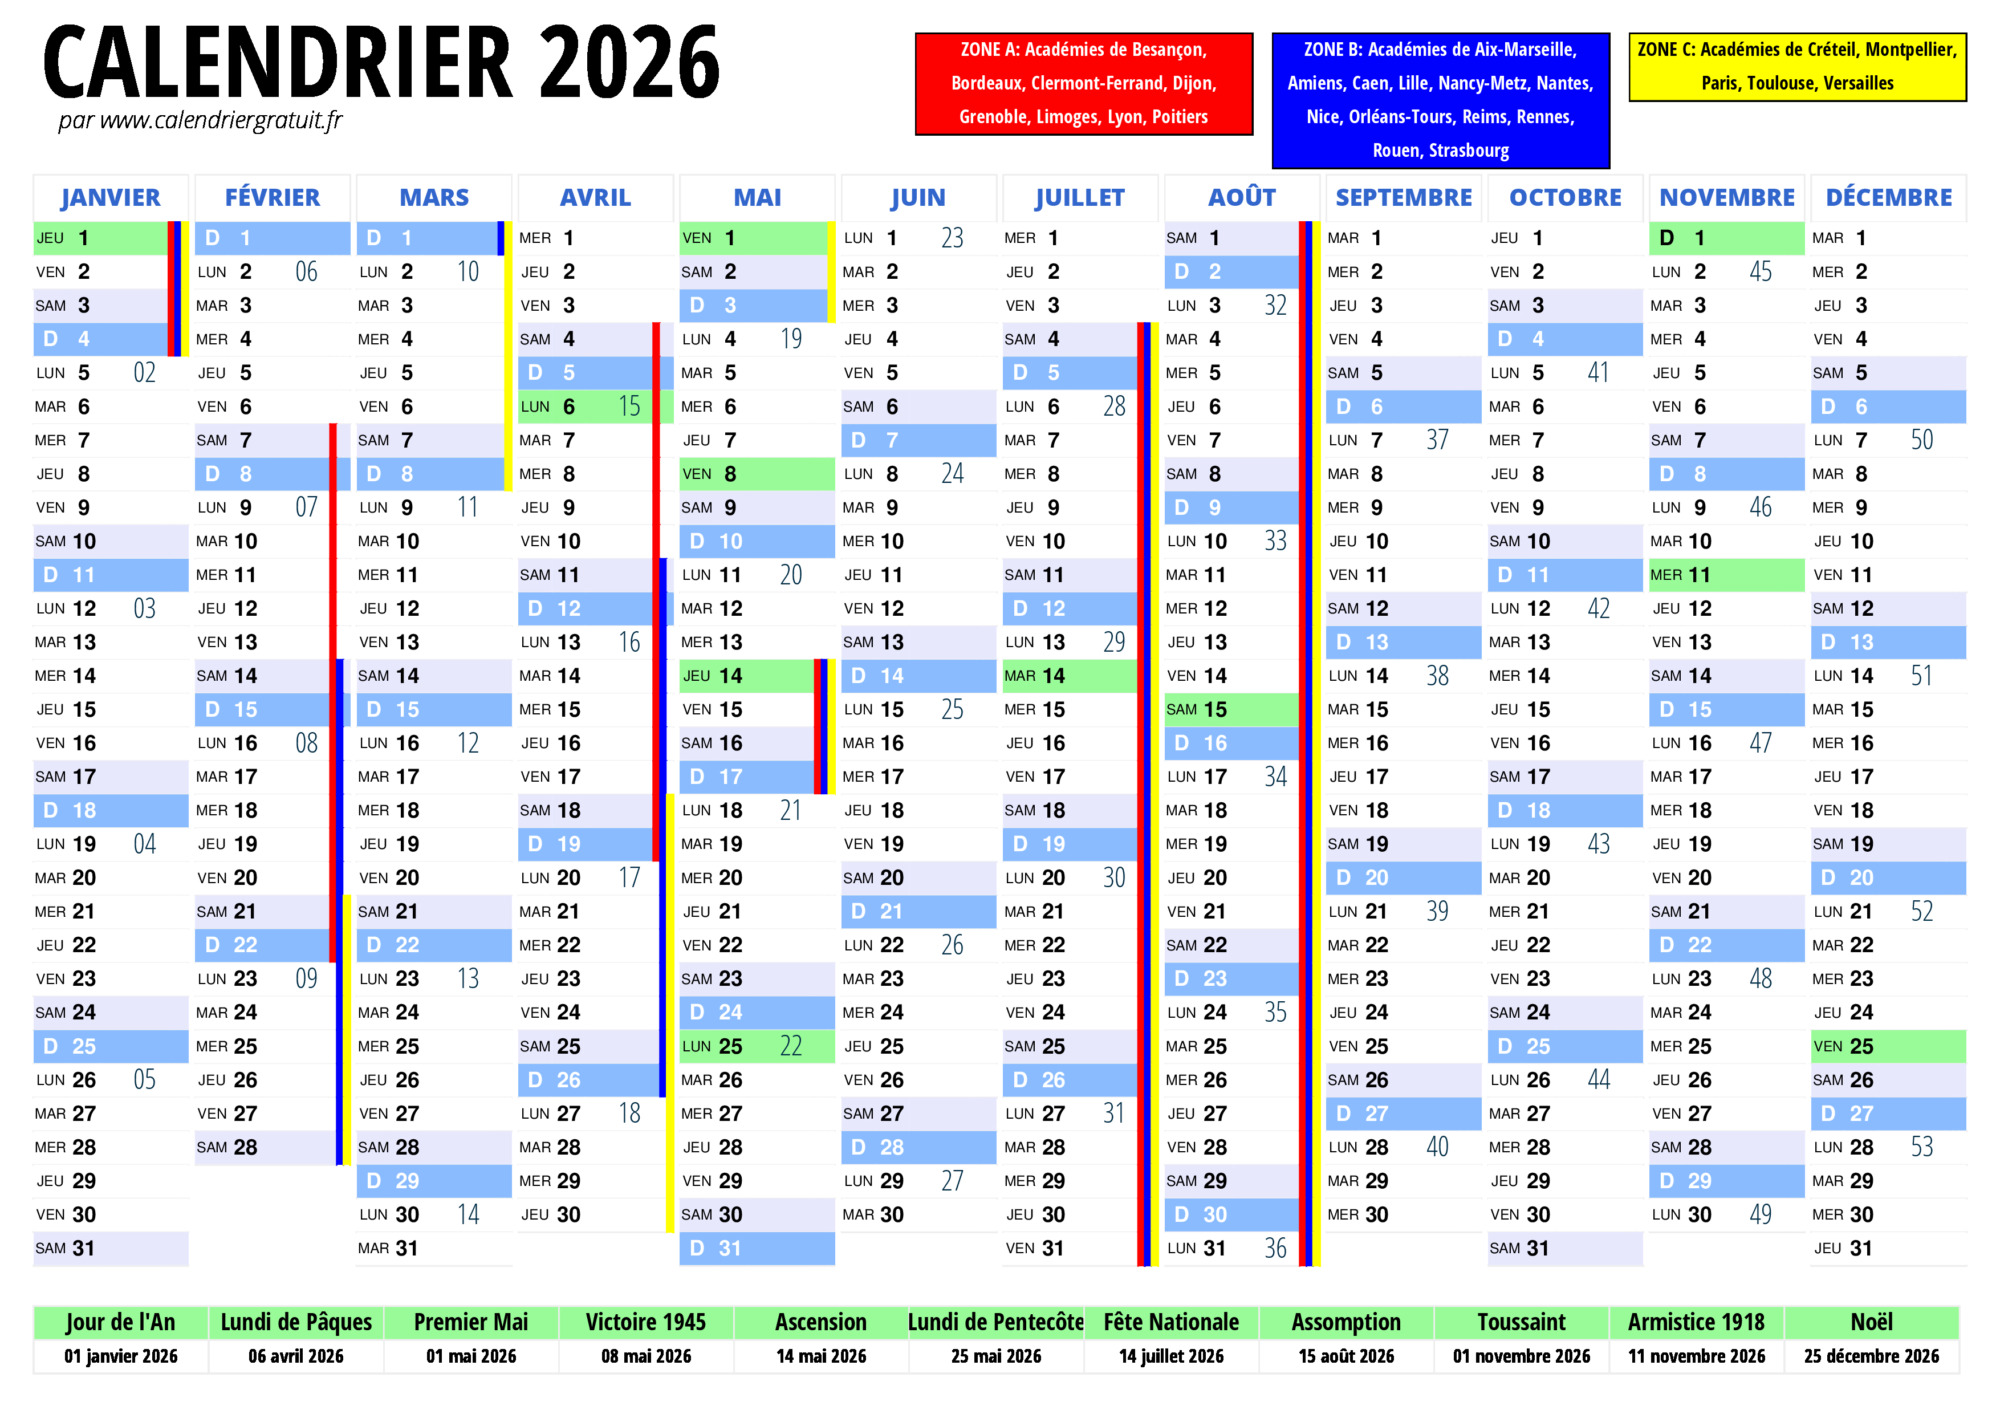 CALENDRIER 2026
par www.calendriergratuit.fr
ZONE A: Académies de Besançon,
Bordeaux, Clermont-Ferrand, Dijon,
Grenoble, Limoges, Lyon, Poitiers
ZONE B: Académies de Aix-Marseille,
Amiens, Caen, Lille, Nancy-Metz, Nantes,
Nice, Orléans-Tours, Reims, Rennes,
Rouen, Strasbourg
ZONE C: Académies de Créteil, Montpellier,
Paris, Toulouse, Versailles
JANVIER FÉVRIER MARS AVRIL MAI JUIN JUILLET AOÛT SEPTEMBRE OCTOBRE NOVEMBRE DÉCEMBRE
JEU 1 D 1 D 1 MER 1 VEN 1 LUN 1 23 MER 1 SAM 1 MAR 1 JEU 1 D 1 MAR 1
VEN 2 LUN 2 06 LUN 2 10 JEU 2 SAM 2 MAR 2 JEU 2 D 2 MER 2 VEN 2 LUN 2 45 MER 2
SAM 3 MAR 3 MAR 3 VEN 3 D 3 MER 3 VEN 3 LUN 3 32 JEU 3 SAM 3 MAR 3 JEU 3
D 4 MER 4 MER 4 SAM 4 LUN 4 19 JEU 4 SAM 4 MAR 4 VEN 4 D 4 MER 4 VEN 4
LUN 5 02 JEU 5 JEU 5 D 5 MAR 5 VEN 5 D 5 MER 5 SAM 5 LUN 5 41 JEU 5 SAM 5
MAR 6 VEN 6 VEN 6 LUN 6 15 MER 6 SAM 6 LUN 6 28 JEU 6 D 6 MAR 6 VEN 6 D 6
MER 7 SAM 7 SAM 7 MAR 7 JEU 7 D 7 MAR 7 VEN 7 LUN 7 37 MER 7 SAM 7 LUN 7 50
JEU 8 D 8 D 8 MER 8 VEN 8 LUN 8 24 MER 8 SAM 8 MAR 8 JEU 8 D 8 MAR 8
VEN 9 LUN 9 07 LUN 9 11 JEU 9 SAM 9 MAR 9 JEU 9 D 9 MER 9 VEN 9 LUN 9 46 MER 9
SAM 10 MAR 10 MAR 10 VEN 10 D 10 MER 10 VEN 10 LUN 10 33 JEU 10 SAM 10 MAR 10 JEU 10
D 11 MER 11 MER 11 SAM 11 LUN 11 20 JEU 11 SAM 11 MAR 11 VEN 11 D 11 MER 11 VEN 11
LUN 12 03 JEU 12 JEU 12 D 12 MAR 12 VEN 12 D 12 MER 12 SAM 12 LUN 12 42 JEU 12 SAM 12
MAR 13 VEN 13 VEN 13 LUN 13 16 MER 13 SAM 13 LUN 13 29 JEU 13 D 13 MAR 13 VEN 13 D 13
MER 14 SAM 14 SAM 14 MAR 14 JEU 14 D 14 MAR 14 VEN 14 LUN 14 38 MER 14 SAM 14 LUN 14 51
JEU 15 D 15 D 15 MER 15 VEN 15 LUN 15 25 MER 15 SAM 15 MAR 15 JEU 15 D 15 MAR 15
VEN 16 LUN 16 08 LUN 16 12 JEU 16 SAM 16 MAR 16 JEU 16 D 16 MER 16 VEN 16 LUN 16 47 MER 16
SAM 17 MAR 17 MAR 17 VEN 17 D 17 MER 17 VEN 17 LUN 17 34 JEU 17 SAM 17 MAR 17 JEU 17
D 18 MER 18 MER 18 SAM 18 LUN 18 21 JEU 18 SAM 18 MAR 18 VEN 18 D 18 MER 18 VEN 18
LUN 19 04 JEU 19 JEU 19 D 19 MAR 19 VEN 19 D 19 MER 19 SAM 19 LUN 19 43 JEU 19 SAM 19
MAR 20 VEN 20 VEN 20 LUN 20 17 MER 20 SAM 20 LUN 20 30 JEU 20 D 20 MAR 20 VEN 20 D 20
MER 21 SAM 21 SAM 21 MAR 21 JEU 21 D 21 MAR 21 VEN 21 LUN 21 39 MER 21 SAM 21 LUN 21 52
JEU 22 D 22 D 22 MER 22 VEN 22 LUN 22 26 MER 22 SAM 22 MAR 22 JEU 22 D 22 MAR 22
VEN 23 LUN 23 09 LUN 23 13 JEU 23 SAM 23 MAR 23 JEU 23 D 23 MER 23 VEN 23 LUN 23 48 MER 23
SAM 24 MAR 24 MAR 24 VEN 24 D 24 MER 24 VEN 24 LUN 24 35 JEU 24 SAM 24 MAR 24 JEU 24
D 25 MER 25 MER 25 SAM 25 LUN 25 22 JEU 25 SAM 25 MAR 25 VEN 25 D 25 MER 25 VEN 25
LUN 26 05 JEU 26 JEU 26 D 26 MAR 26 VEN 26 D 26 MER 26 SAM 26 LUN 26 44 JEU 26 SAM 26
MAR 27 VEN 27 VEN 27 LUN 27 18 MER 27 SAM 27 LUN 27 31 JEU 27 D 27 MAR 27 VEN 27 D 27
MER 28 SAM 28 SAM 28 MAR 28 JEU 28 D 28 MAR 28 VEN 28 LUN 28 40 MER 28 SAM 28 LUN 28 53
JEU 29 D 29 MER 29 VEN 29 LUN 29 27 MER 29 SAM 29 MAR 29 JEU 29 D 29 MAR 29
VEN 30 LUN 30 14 JEU 30 SAM 30 MAR 30 JEU 30 D 30 MER 30 VEN 30 LUN 30 49 MER 30
SAM 31 MAR 31 D 31 VEN 31 LUN 31 36 SAM 31 JEU 31
Jour de l'An Lundi de Pâques Premier Mai Victoire 1945 Ascension Lundi de Pentecôte Fête Nationale Assomption Toussaint Armistice 1918 Noël
01 janvier 2026 06 avril 2026 01 mai 2026 08 mai 2026 14 mai 2026 25 mai 2026 14 juillet 2026 15 août 2026 01 novembre 2026 11 novembre 2026 25 décembre 2026